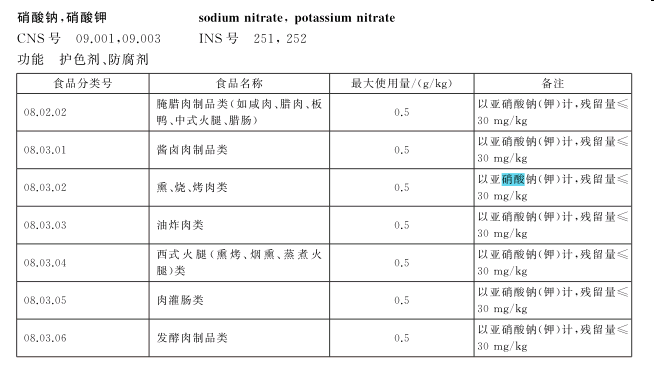 硝酸钠,硝酸钾 sodium nitrate, potassium nitrate
CNS 号 09.001,09.003 INS 号 251, 252
功能 护色剂、防腐剂
食品分类号 食品名称 最大使用量/(g/kg) 备注
08.02.02 腌腊肉制品类(如咸肉、腊肉、板鸭、中式火腿、腊肠) 0.5 以亚硝酸钠(钾)计,残留量≤30 mg/kg
08.03.01 酱卤肉制品类 0.5 以亚硝酸钠(钾)计,残留量≤30 mg/kg
08.03.02 熏、烧、烤肉类 0.5 以亚硝酸钠(钾)计,残留量≤30 mg/kg
08.03.03 油炸肉类 0.5 以亚硝酸钠(钾)计,残留量≤30 mg/kg
08.03.04 西式火腿(熏烤、烟熏、蒸煮火腿)类 0.5 以亚硝酸钠(钾)计,残留量≤30 mg/kg
08.03.05 肉灌肠类 0.5 以亚硝酸钠(钾)计,残留量≤30 mg/kg
08.03.06 发酵肉制品类 0.5 以亚硝酸钠(钾)计,残留量≤30 mg/kg